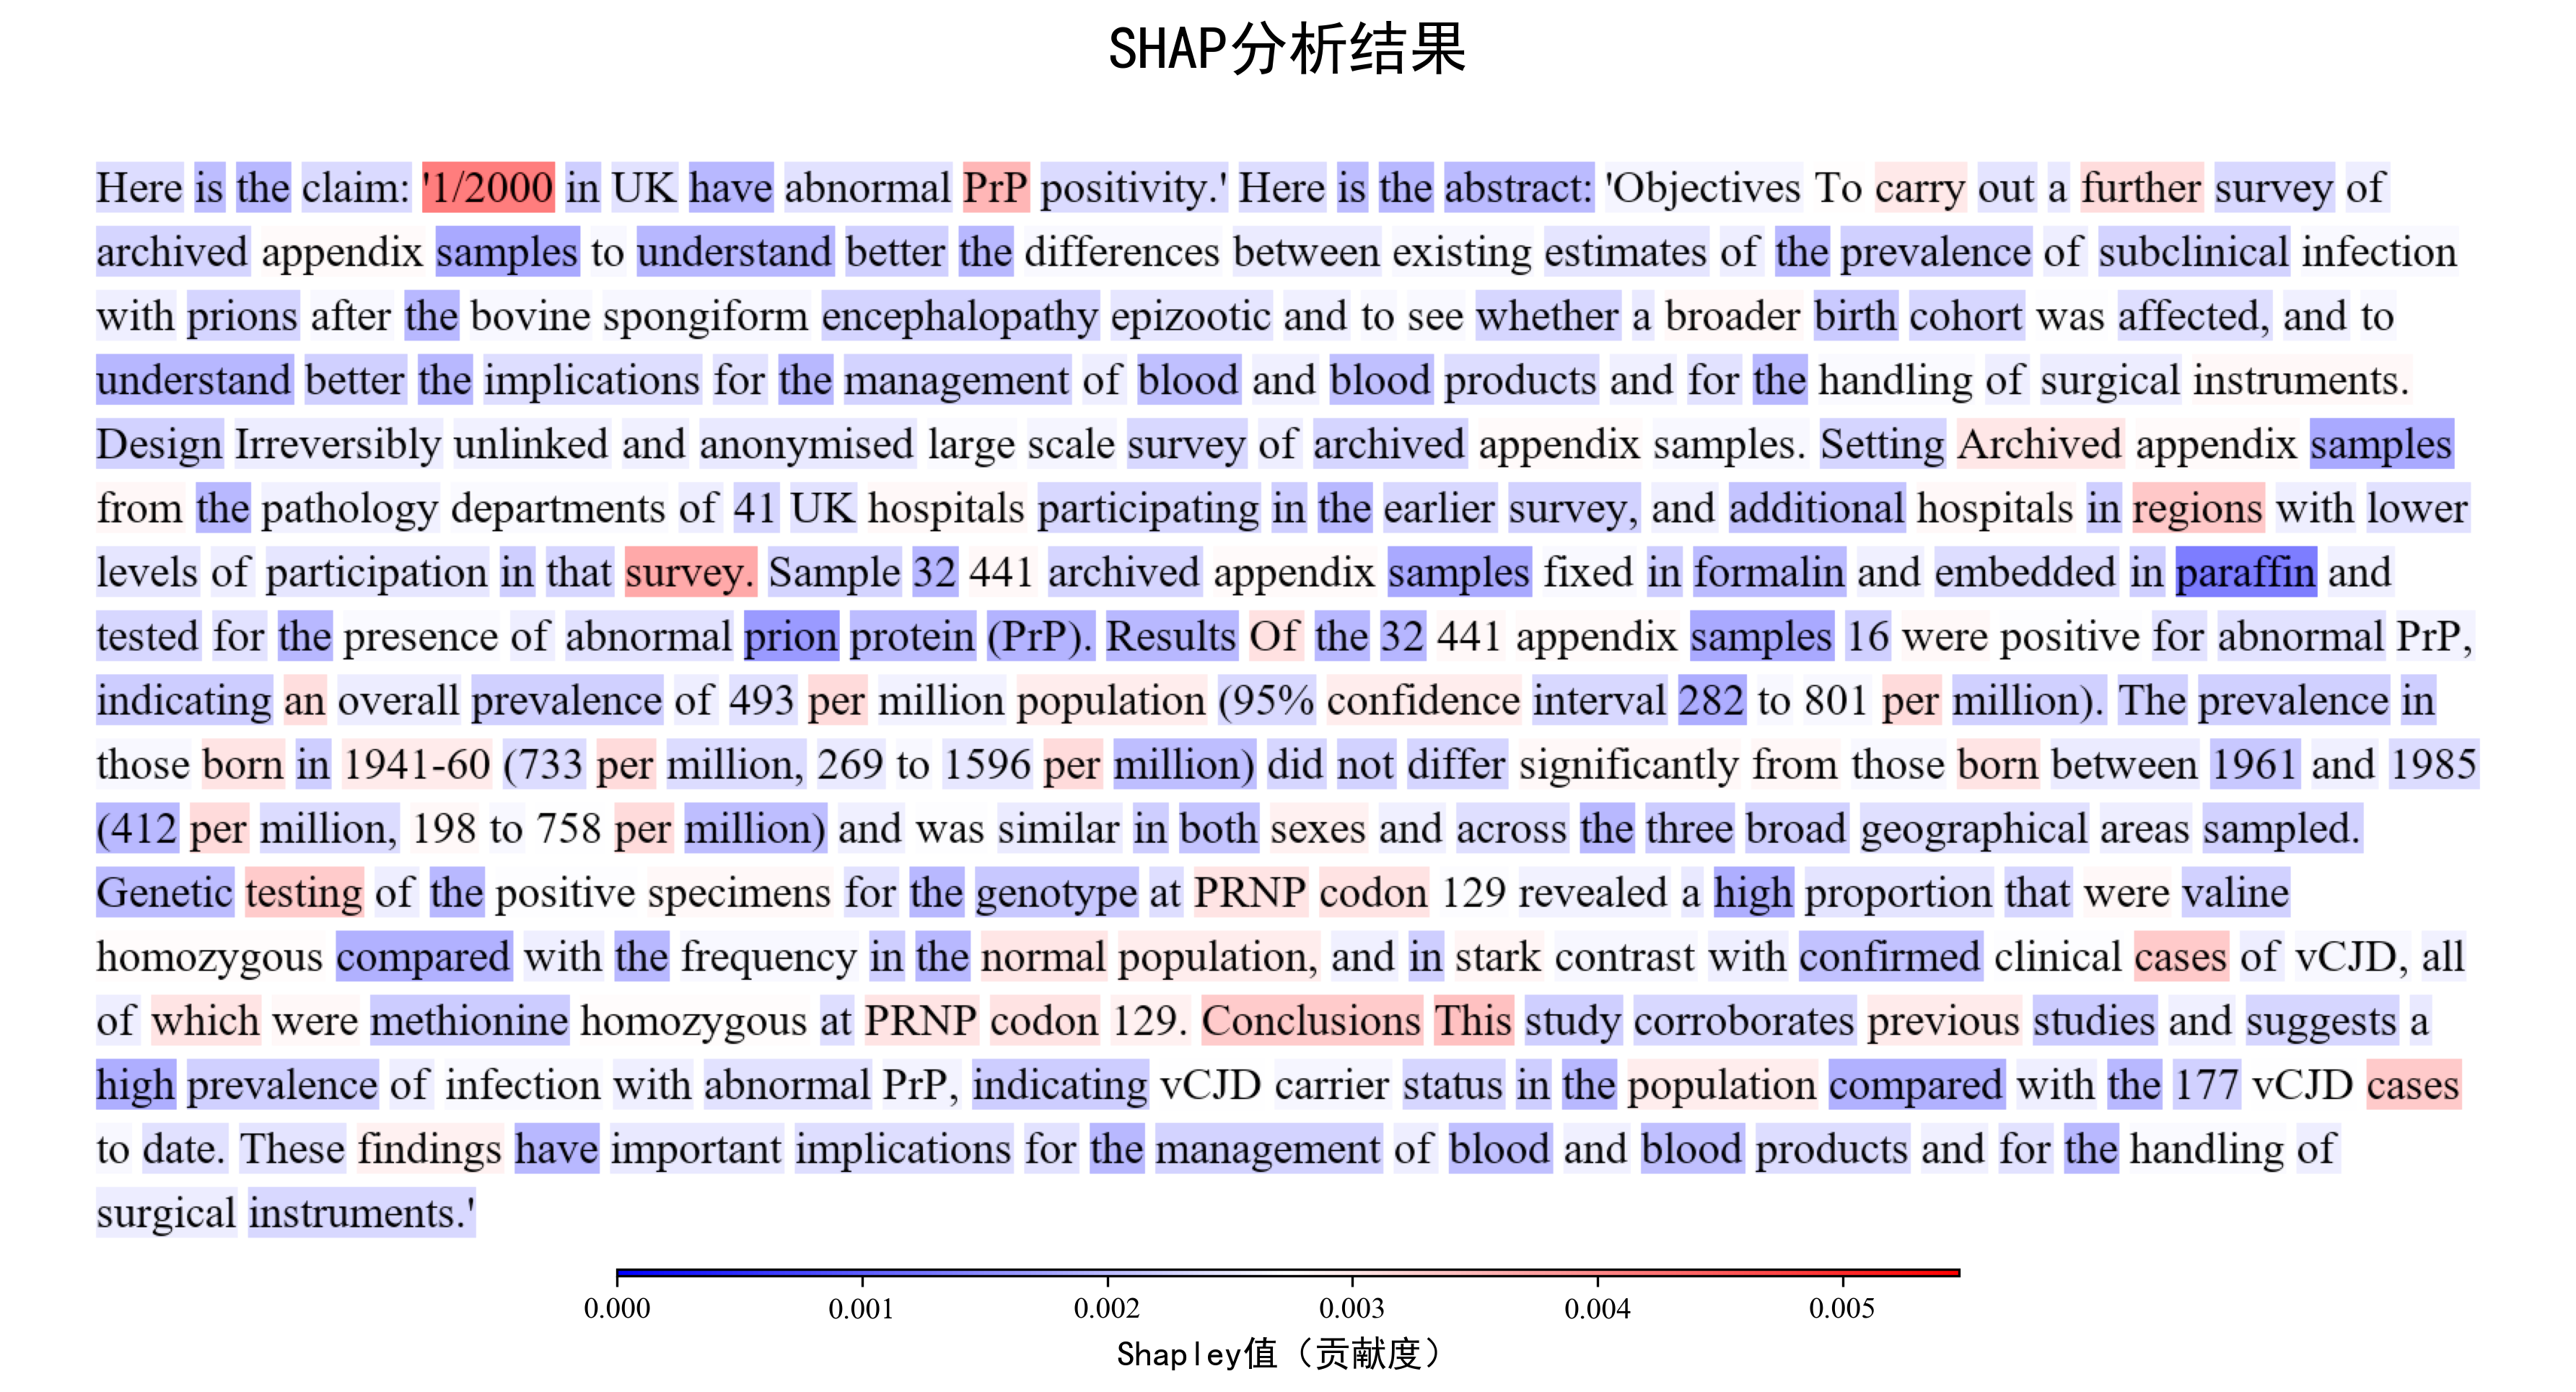 SHAP分析结果
Here is the claim: '1/2000 in UK have abnormal PrP positivity.' Here is the abstract: 'Objectives To carry out a further survey of
archived appendix samples to understand better the differences between existing estimates of the prevalence of subclinical infection
with prions after the bovine spongiform encephalopathy epizootic and to see whether a broader birth cohort was affected, and to
understand better the implications for the management of blood and blood products and for the handling of surgical instruments.
Design Irreversibly unlinked and anonymised large scale survey of archived appendix samples. Setting Archived appendix samples
from the pathology departments of 41 UK hospitals participating in the earlier survey, and additional hospitals in regions with lower
levels of participation in that survey. Sample 32 441 archived appendix samples fixed in formalin and embedded in paraffin and
tested for the presence of abnormal prion protein (PrP). Results Of the 32 441 appendix samples 16 were positive for abnormal PrP,
indicating an overall prevalence of 493 per million population (95% confidence interval 282 to 801 per million). The prevalence in
those born in 1941-60 (733 per million, 269 to 1596 per million) did not differ significantly from those born between 1961 and 1985
(412 per million, 198 to 758 per million) and was similar in both sexes and across the three broad geographical areas sampled.
Genetic testing of the positive specimens for the genotype at PRNP codon 129 revealed a high proportion that were valine
homozygous compared with the frequency in the normal population, and in stark contrast with confirmed clinical cases of vCJD, all
of which were methionine homozygous at PRNP codon 129. Conclusions This study corroborates previous studies and suggests a
high prevalence of infection with abnormal PrP, indicating vCJD carrier status in the population compared with the 177 vCJD cases
to date. These findings have important implications for the management of blood and blood products and for the handling of
surgical instruments.'
0.000 0.001 0.002 0.003 0.004 0.005
Shapley值（贡献度）